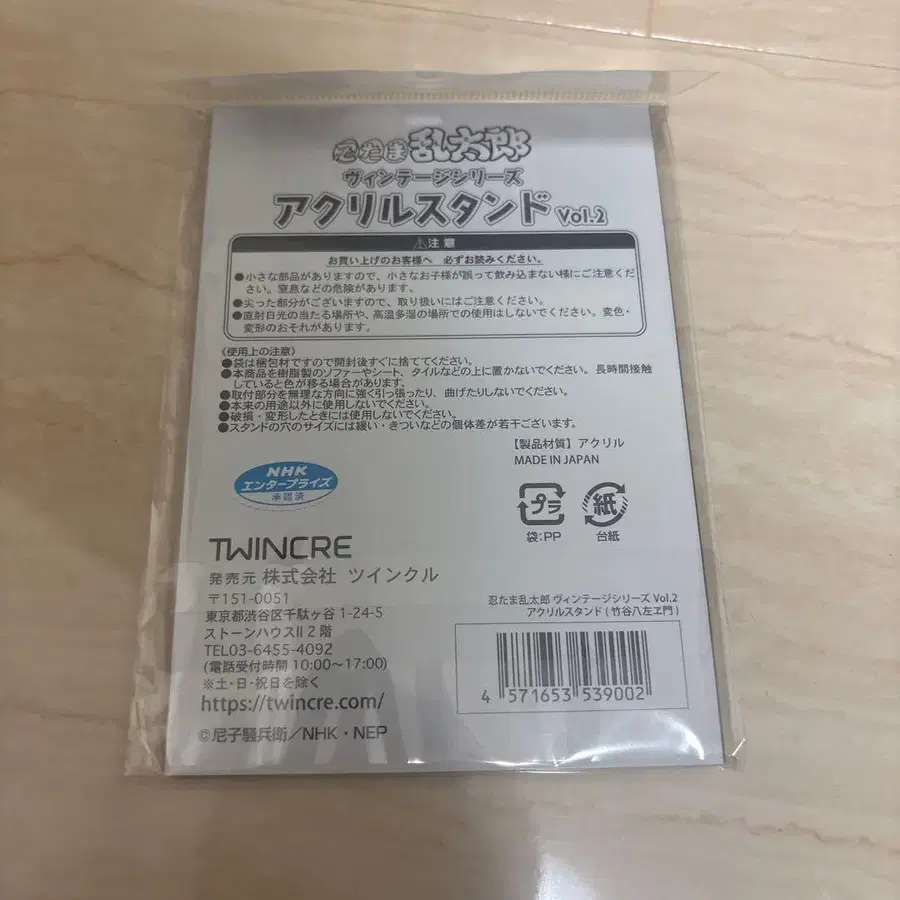 忍たま乱太郎
ヴィンテージシリーズ
アクリルスタンド Vol.2
⚠注意
お買い上げのお客様へ 必ずお読みください。
●小さな部品がありますので、小さなお子様が誤って飲み込まない様にご注意くだ
さい。窒息などの危険があります。
●尖った部分がございますので、取り扱いにはご注意ください。
●直射日光の当たる場所や、高温多湿の場所での使用はしないでください。変色・
変形のおそれがあります。
《使用上の注意》
●袋は梱包材ですので開封後すぐに捨ててください。
●本商品を樹脂製のソファーやシート、タイルなどの上に置かないでください。長時間接触
していると色が移る場合があります。
●取付部分を無理な方向に強く引っ張ったり、曲げたりしないでください。
●本来の用途以外に使用しないでください。
●破損・変形したときには使用しないでください。
●スタンドの穴のサイズには緩い・きついなどの個体差が若干ございます。
【製品材質】アクリル
MADE IN JAPAN
NHK
エンタープライズ
承認済
プラ
袋:PP
紙
台紙
TWINCRE
発売元 株式会社 ツインクル
〒151-0051
東京都渋谷区千駄ヶ谷 1-24-5
ストーンハウスII 2 階
TEL03-6455-4092
(電話受付時間 10:00～17:00)
※土・日・祝日を除く
https://twincre.com/
©尼子騒兵衛／NHK・NEP
忍たま乱太郎 ヴィンテージシリーズ Vol.2
アクリルスタンド ( 竹谷八左ヱ門 )
4 571653 539002